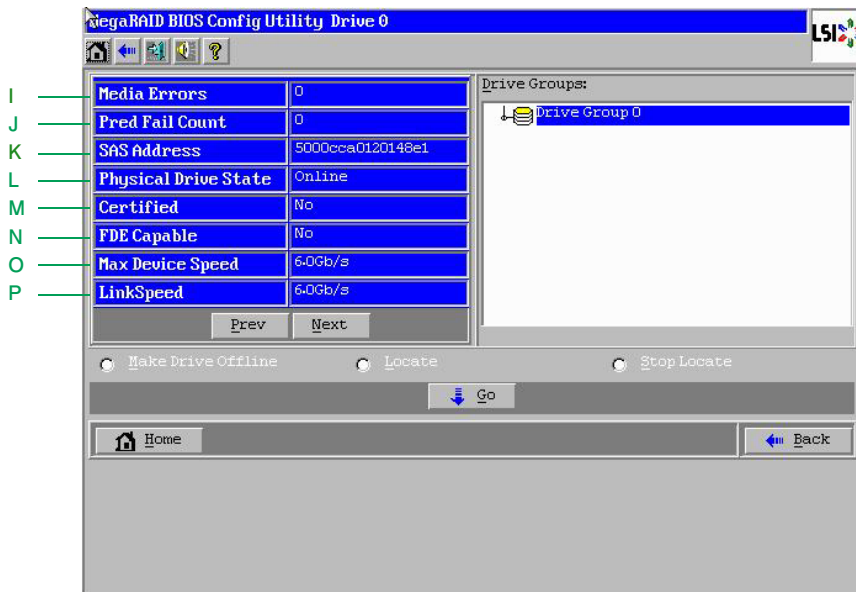 MegaRAID BIOS Config Utility Drive 0
LSI
I Media Errors 0
J Pred Fail Count 0
K SAS Address 5000cca0120148e1
L Physical Drive State Online
M Certified No
N FDE Capable No
O Max Device Speed 6.0Gb/s
P LinkSpeed 6.0Gb/s
Prev Next
Drive Groups:
Drive Group 0
Make Drive Offline Locate Stop Locate
Go
Home Back